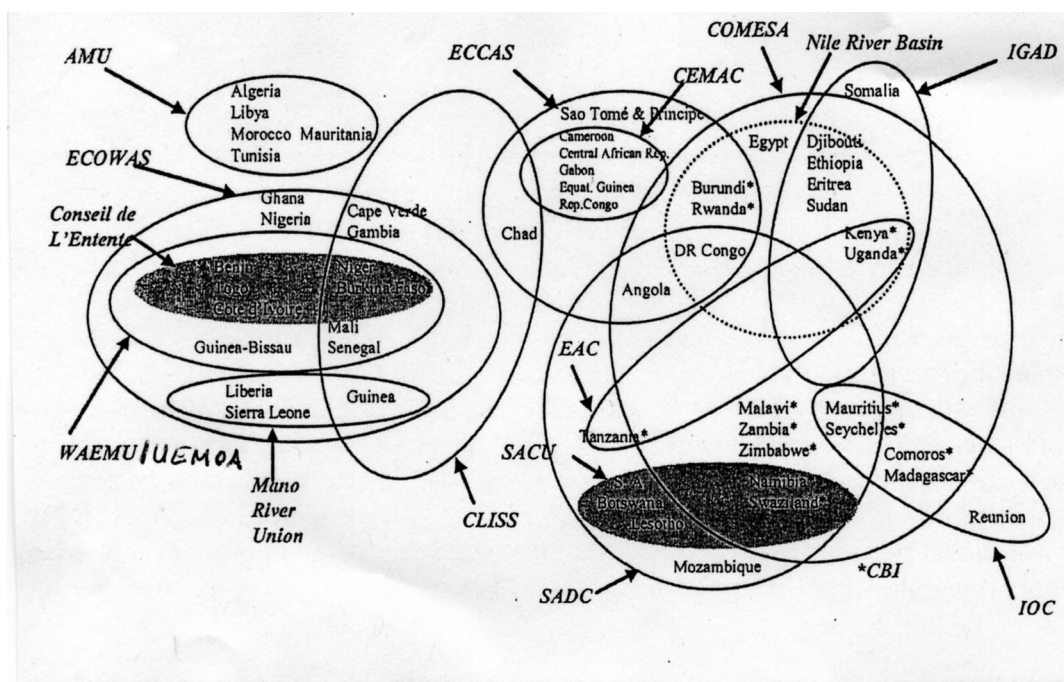 COMESA
Nile River Basin
AMU
ECCAS
CEMAC
IGAD
Algeria
Libya
Morocco Mauritania
Tunisia
Somalia
Sao Tomé & Principe
Cameroon
Central African Rep.
Gabon
Equat. Guinea
Rep.Congo
Egypt
Djibouti
Ethiopia
Eritrea
Sudan
ECOWAS
Ghana
Nigeria
Cape Verde
Gambia
Burundi*
Rwanda*
Conseil de
L'Entente
Chad
DR Congo
Kenya*
Uganda*
Benin
Togo
Cote d'Ivoire
Niger
Burkina Faso
Angola
Mali
Senegal
Guinea-Bissau
EAC
Liberia
Sierra Leone
Guinea
Tanzania*
Malawi*
Zambia*
Zimbabwe*
Mauritius*
Seychelles*
Comoros*
Madagascar*
WAEMU/UEMOA
SACU
Mano
River
Union
CLISS
S. A.
Botswana
Lesotho
Namibia
Swaziland*
Reunion
Mozambique
*CBI
SADC
IOC